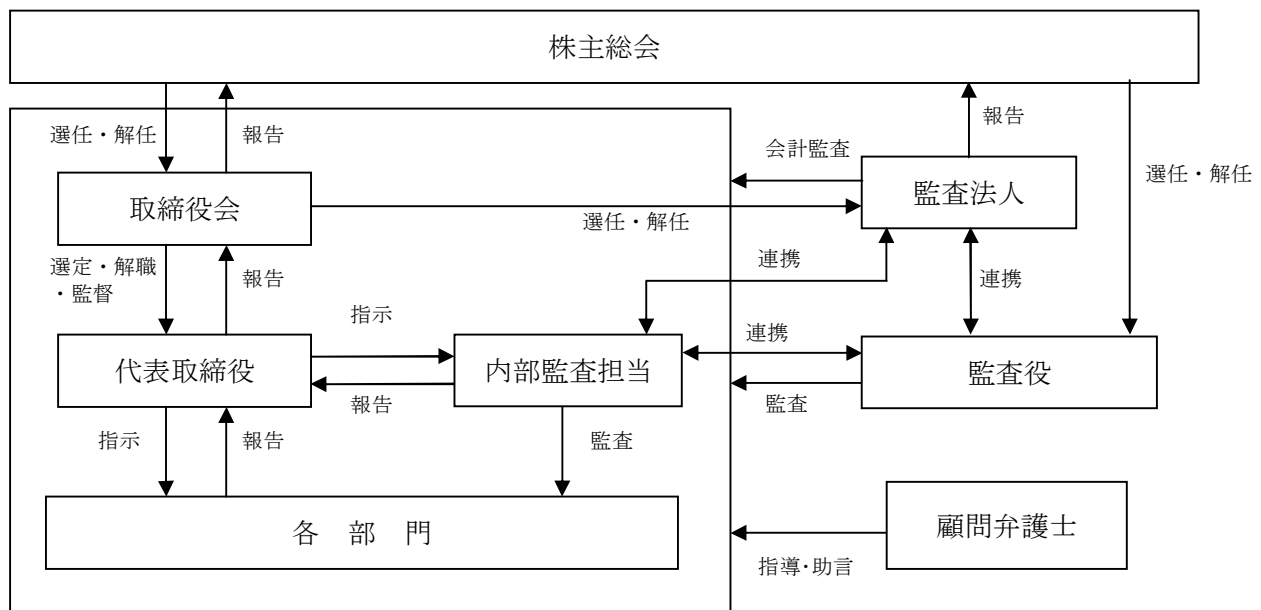 株主総会
選任・解任
報告
報告
会計監査
選任・解任
取締役会
監査法人
選任・解任
選定・解職
・監督
報告
連携
連携
指示
連携
代表取締役
内部監査担当
監査役
報告
監査
指示
報告
監査
各 部 門
顧問弁護士
指導・助言